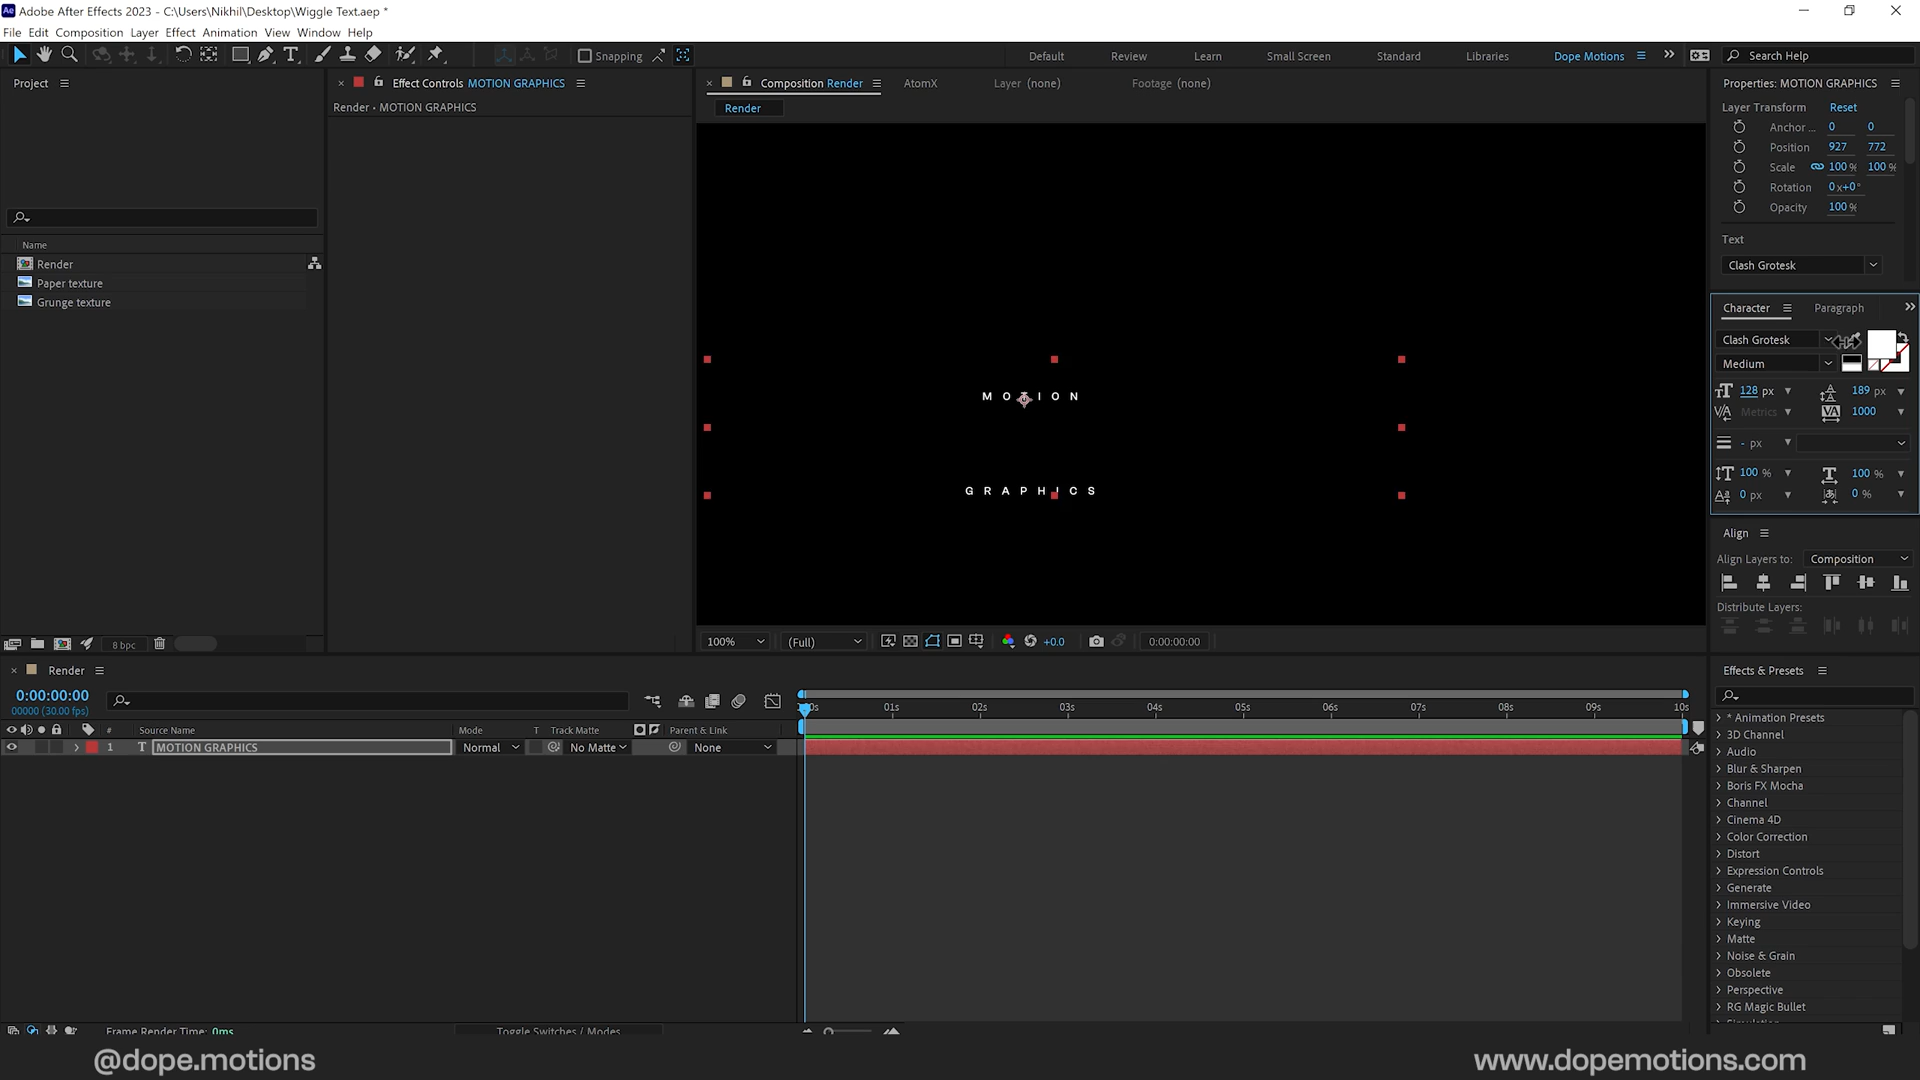 Adobe After Effects 2023 - C:\Users\Nikhil\Desktop\Wiggle Text.aep *
File Edit Composition Layer Effect Animation View Window Help
Snapping
Default Review Learn Small Screen Standard Libraries Dope Motions
Search Help
Project
Effect Controls MOTION GRAPHICS
Render • MOTION GRAPHICS
Composition Render
AtomX
Layer (none)
Footage (none)
Render
Properties: MOTION GRAPHICS
Layer Transform Reset
Anchor ... 0 0
Position 927 772
Scale 100 % 100 %
Rotation 0x+0°
Opacity 100 %
Text
Clash Grotesk
Name
Render
Paper texture
Grunge texture
MOTION
GRAPHICS
Character Paragraph
Clash Grotesk
Medium
128 px 189 px
Metrics 1000
- px
100 % 100 %
0 px 0 %
Align
Align Layers to: Composition
Distribute Layers:
8 bpc
100% (Full) +0.0 0:00:00:00
Render
0:00:00:00
00000 (30.00 fps)
# Source Name Mode T Track Matte Parent & Link
1 T MOTION GRAPHICS Normal No Matte None
01s 02s 03s 04s 05s 06s 07s 08s 09s 10s
Effects & Presets
* Animation Presets
3D Channel
Audio
Blur & Sharpen
Boris FX Mocha
Channel
Cinema 4D
Color Correction
Distort
Expression Controls
Generate
Immersive Video
Keying
Matte
Noise & Grain
Obsolete
Perspective
RG Magic Bullet
Frame Render Time: 0ms
Toggle Switches / Modes
@dope.motions
www.dopemotions.com